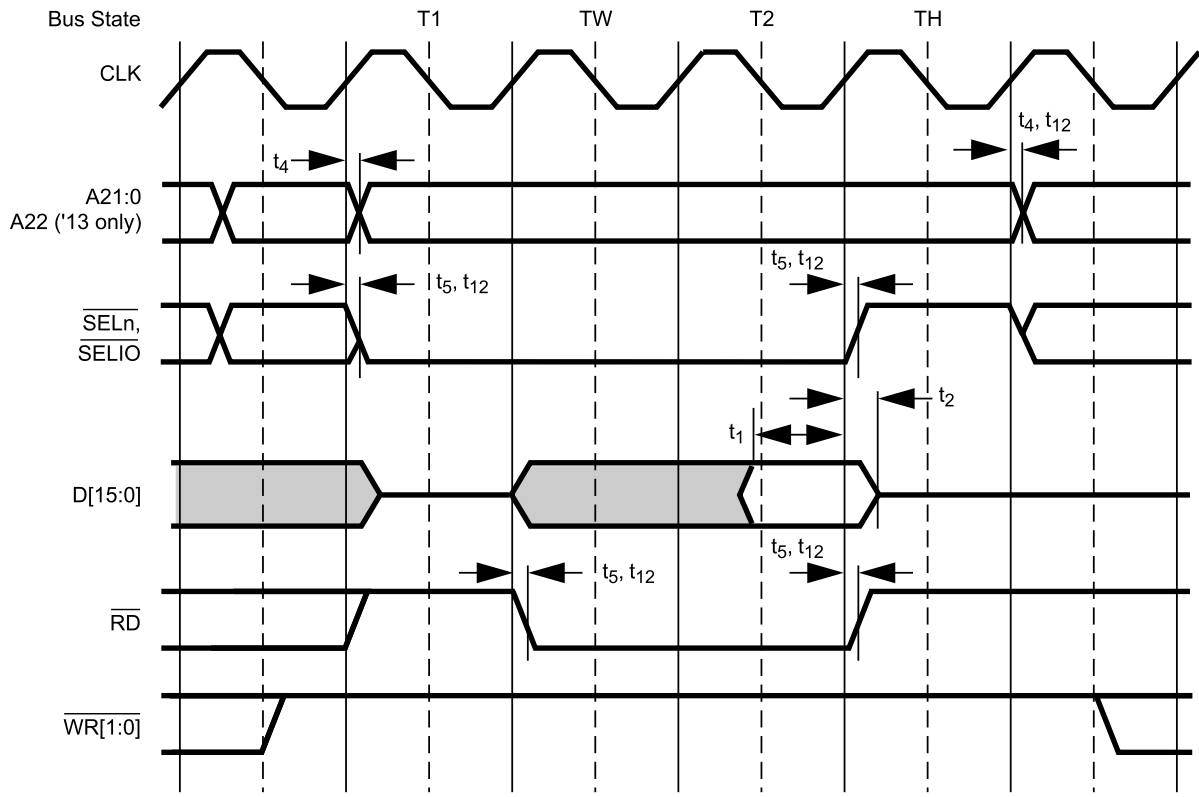 Bus State T1 TW T2 TH
CLK
t4, t12
t4
A21:0
A22 ('13 only)
t5, t12
t5, t12
SELn,
SELIO
t2
t1
D[15:0]
t5, t12
t5, t12
RD
WR[1:0]